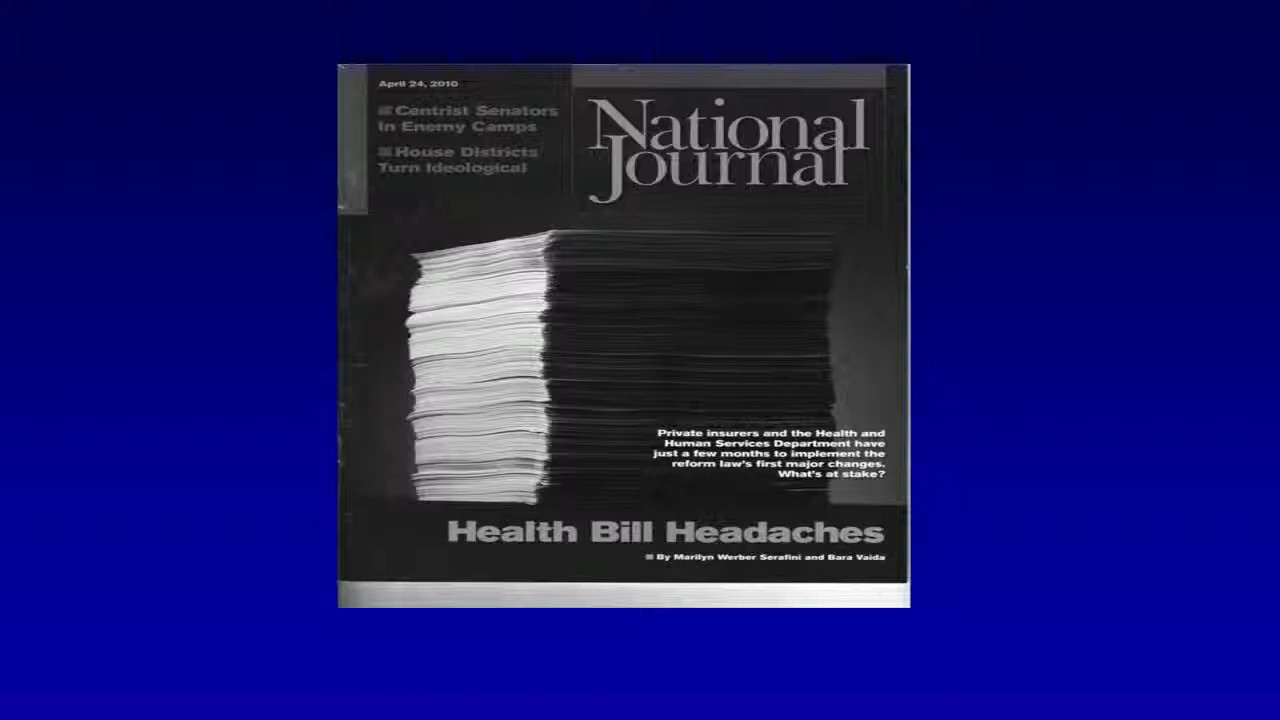 April 24, 2010
Centrist Senators
In Enemy Camps
House Districts
Turn Ideological
National
Journal
Private insurers and the Health and
Human Services Department have
just a few months to implement the
reform law's first major changes.
What's at stake?
Health Bill Headaches
By Marilyn Werber Serafini and Bara Vaida